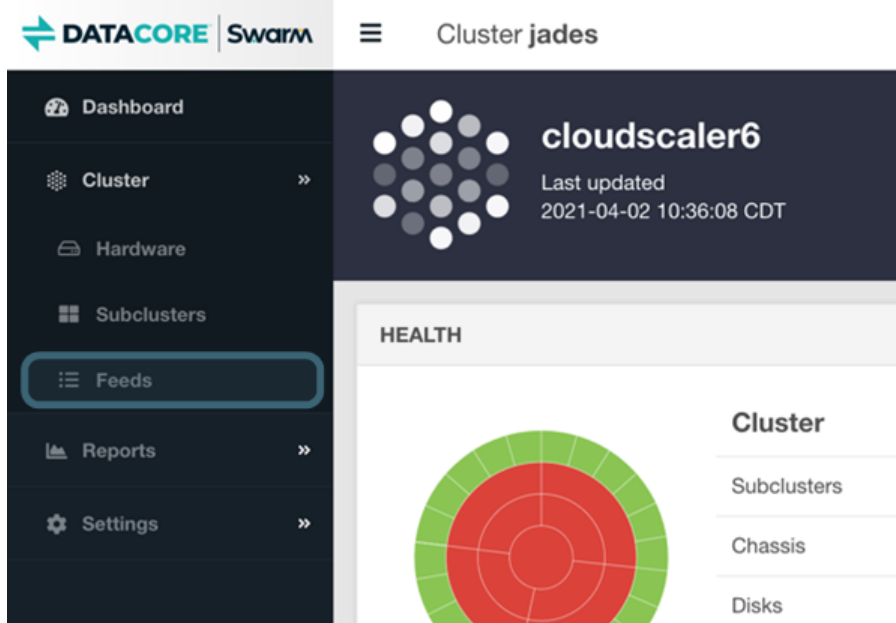 DATACORE Swarm
Cluster jades
Dashboard
Cluster »
Hardware
Subclusters
Feeds
Reports »
Settings »
cloudscaler6
Last updated
2021-04-02 10:36:08 CDT
HEALTH
Cluster
Subclusters
Chassis
Disks